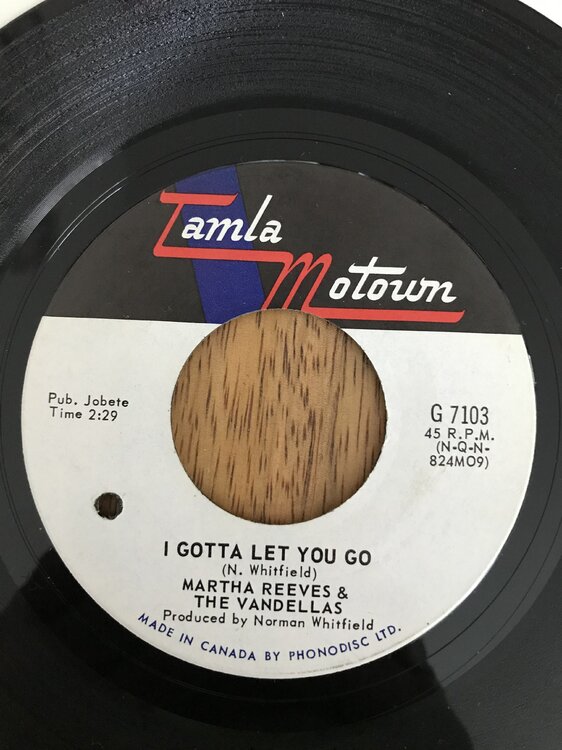 Tamla
Motown
Pub. Jobete
Time 2:29
G 7103
45 R.P.M.
(N-Q-N-
824MO9)
I GOTTA LET YOU GO
(N. Whitfield)
MARTHA REEVES &
THE VANDELLAS
Produced by Norman Whitfield
MADE IN CANADA BY PHONODISC LTD.